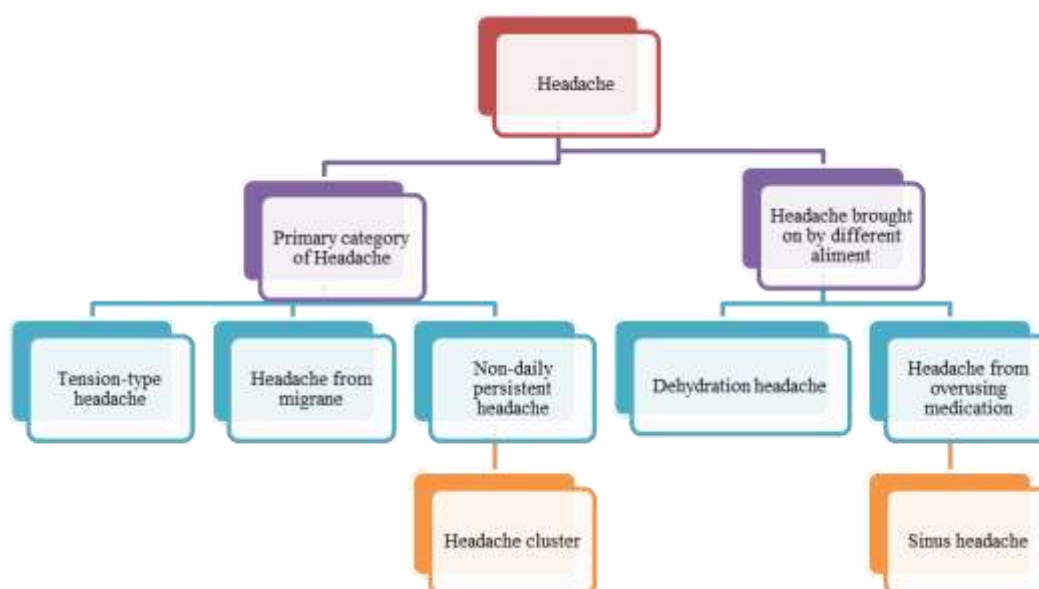 Headache
Primary category
of Headache
Headache brought
on by different
aliment
Tension-type
headache
Headache from
migrane
Non-daily
persistent
headache
Dehydration headache
Headache from
overusing
medication
Headache cluster
Sinus headache